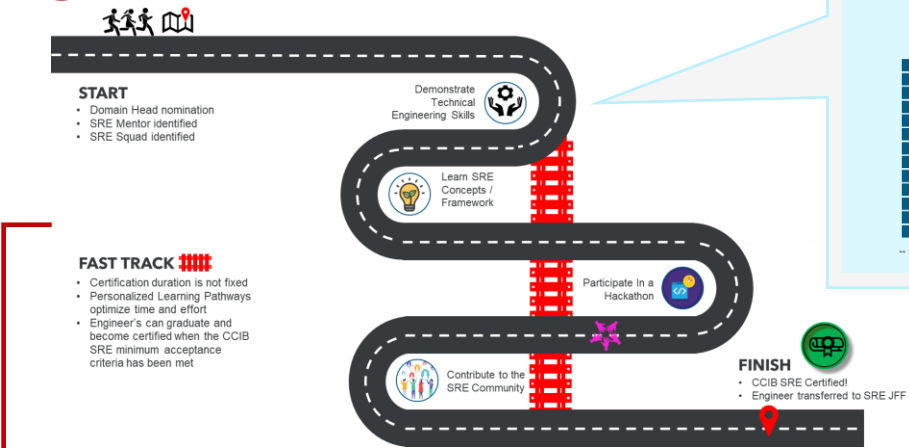 START
• Domain Head nomination
• SRE Mentor identified
• SRE Squad identified
Demonstrate
Technical
Engineering Skills
Learn SRE
Concepts /
Framework
FAST TRACK
• Certification duration is not fixed
• Personalized Learning Pathways
optimize time and effort
• Engineer's can graduate and
become certified when the CCIB
SRE minimum acceptance
criteria has been met
Participate In a
Hackathon
Contribute to the
SRE Community
FINISH
• CCIB SRE Certified!
• Engineer transferred to SRE JFF